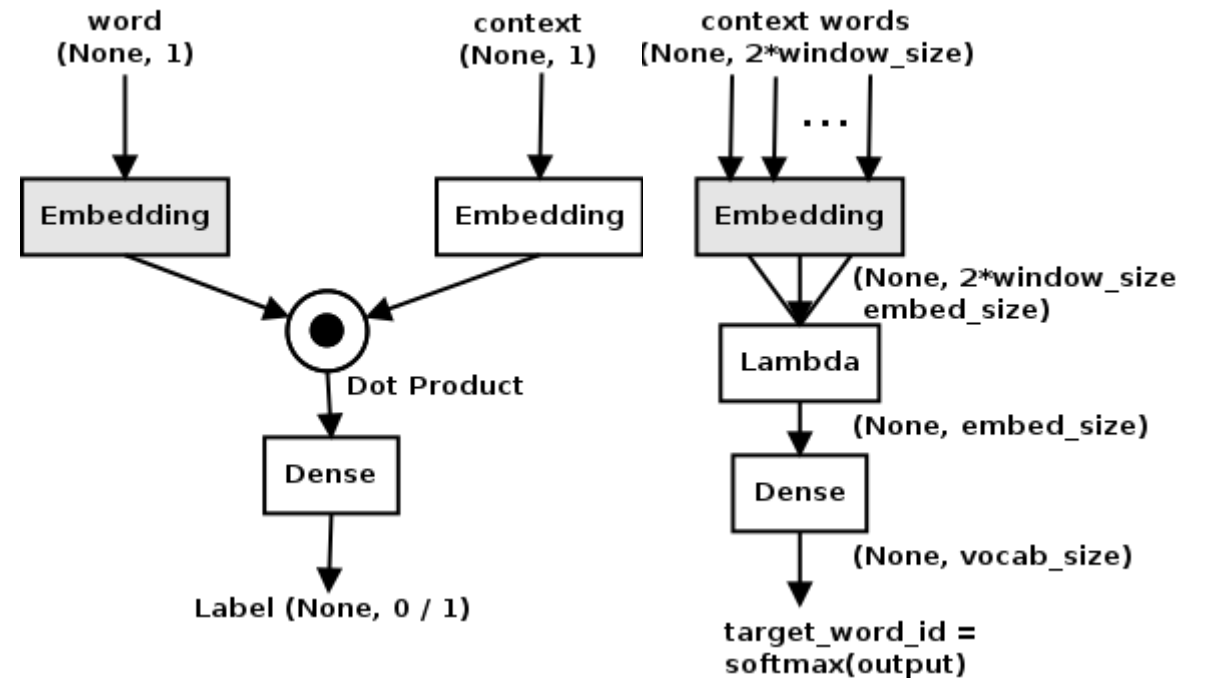 word
(None, 1)
context
(None, 1)
Embedding
Embedding
Dot Product
Dense
Label (None, 0 / 1)
context words
(None, 2*window_size)
...
Embedding
(None, 2*window_size
embed_size)
Lambda
(None, embed_size)
Dense
(None, vocab_size)
target_word_id =
softmax(output)